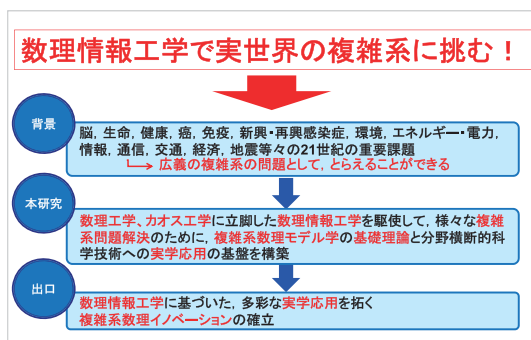 数理情報工学で実世界の複雑系に挑む！
背景
脳，生命，健康，癌，免疫，新興・再興感染症，環境，エネルギー・電力，
情報，通信，交通，経済，地震等々の21世紀の重要課題
広義の複雑系の問題として，とらえることができる
本研究
数理工学、カオス工学に立脚した数理情報工学を駆使して，様々な複雑
系問題解決のために，複雑系数理モデル学の基礎理論と分野横断的科
学技術への実学応用の基盤を構築
出口
数理情報工学に基づいた，多彩な実学応用を拓く
複雑系数理イノベーションの確立